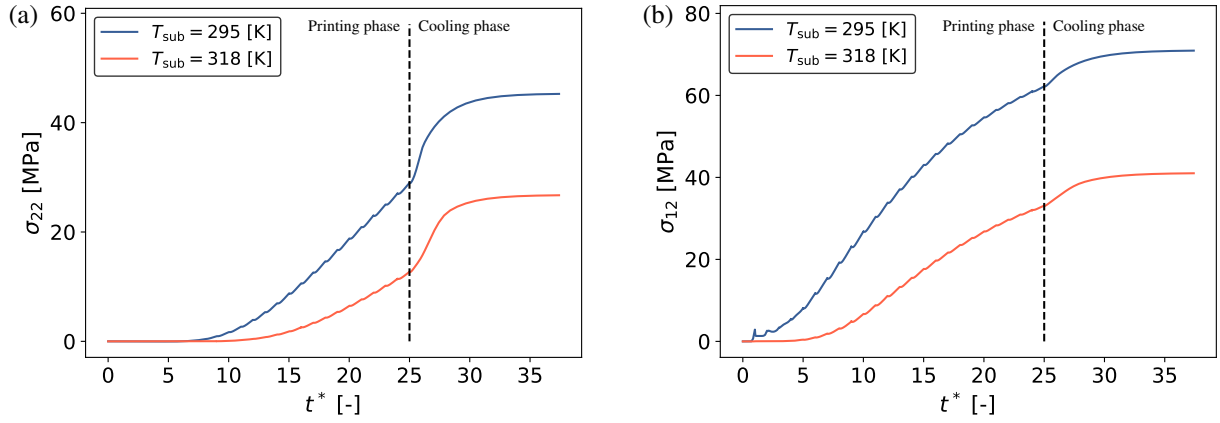 (a)
60
40
20
0
σ22 [MPa]
T_sub = 295 [K]
T_sub = 318 [K]
Printing phase
Cooling phase
0 5 10 15 20 25 30 35
t* [-]
(b)
80
60
40
20
0
σ12 [MPa]
T_sub = 295 [K]
T_sub = 318 [K]
Printing phase
Cooling phase
0 5 10 15 20 25 30 35
t* [-]